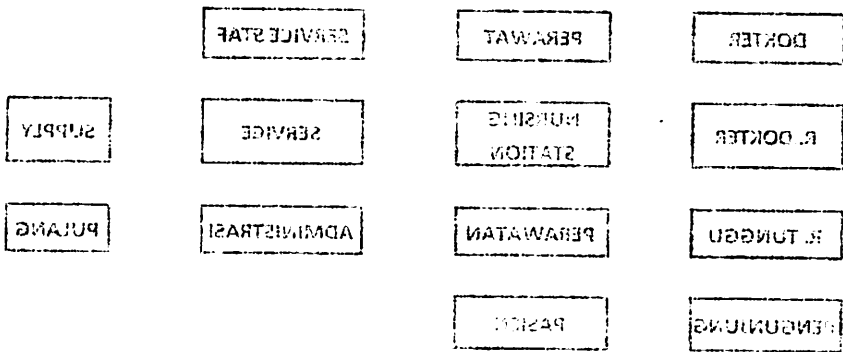 DOKTER
PERAWAT
SERVICE STAF
R. DOKTER
NURSING
STATION
SERVICE
SUPPLY
R. TUNGGU
PERAWATAN
ADMINISTRASI
PULANG
PENGUNJUNG
PASIEN